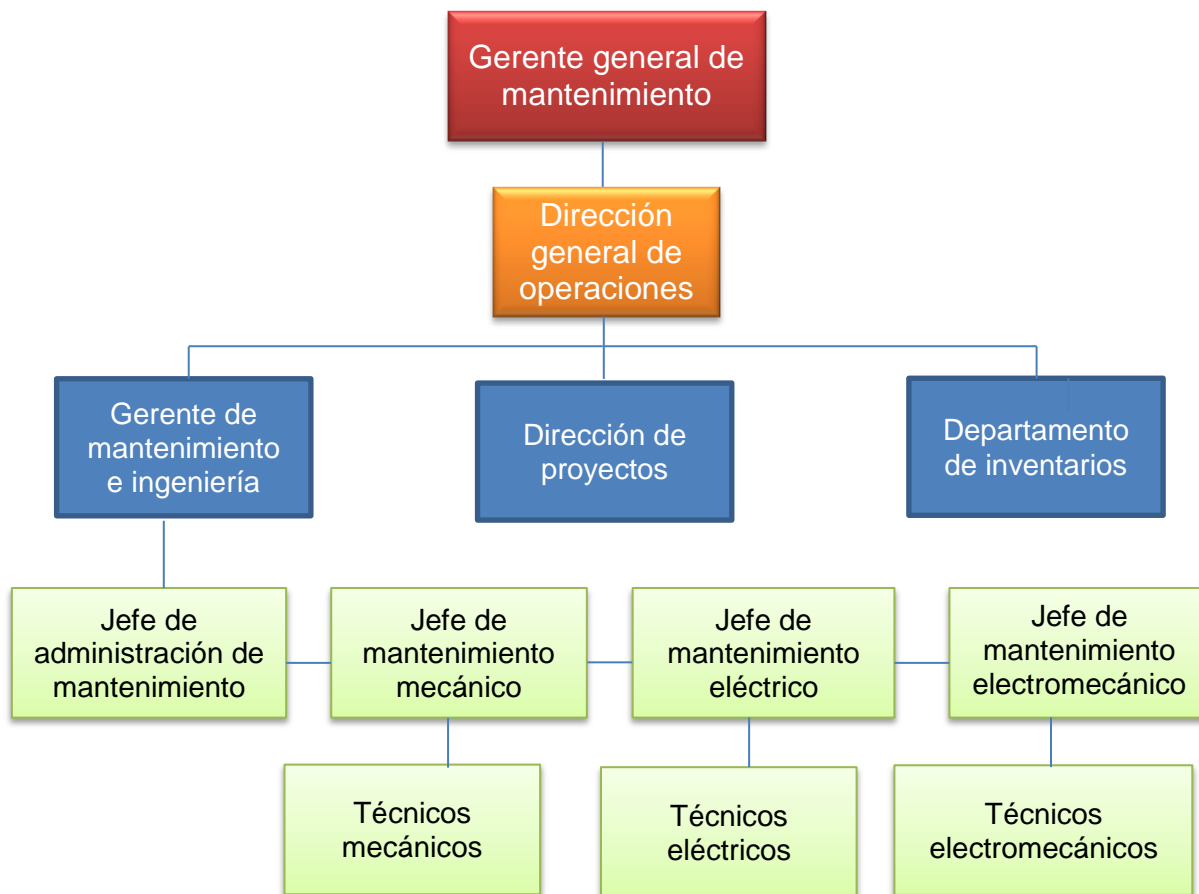 Gerente general de
mantenimiento
Dirección
general de
operaciones
Gerente de
mantenimiento
e ingeniería
Dirección de
proyectos
Departamento
de inventarios
Jefe de
administración de
mantenimiento
Jefe de
mantenimiento
mecánico
Jefe de
mantenimiento
eléctrico
Jefe de
mantenimiento
electromecánico
Técnicos
mecánicos
Técnicos
eléctricos
Técnicos
electromecánicos